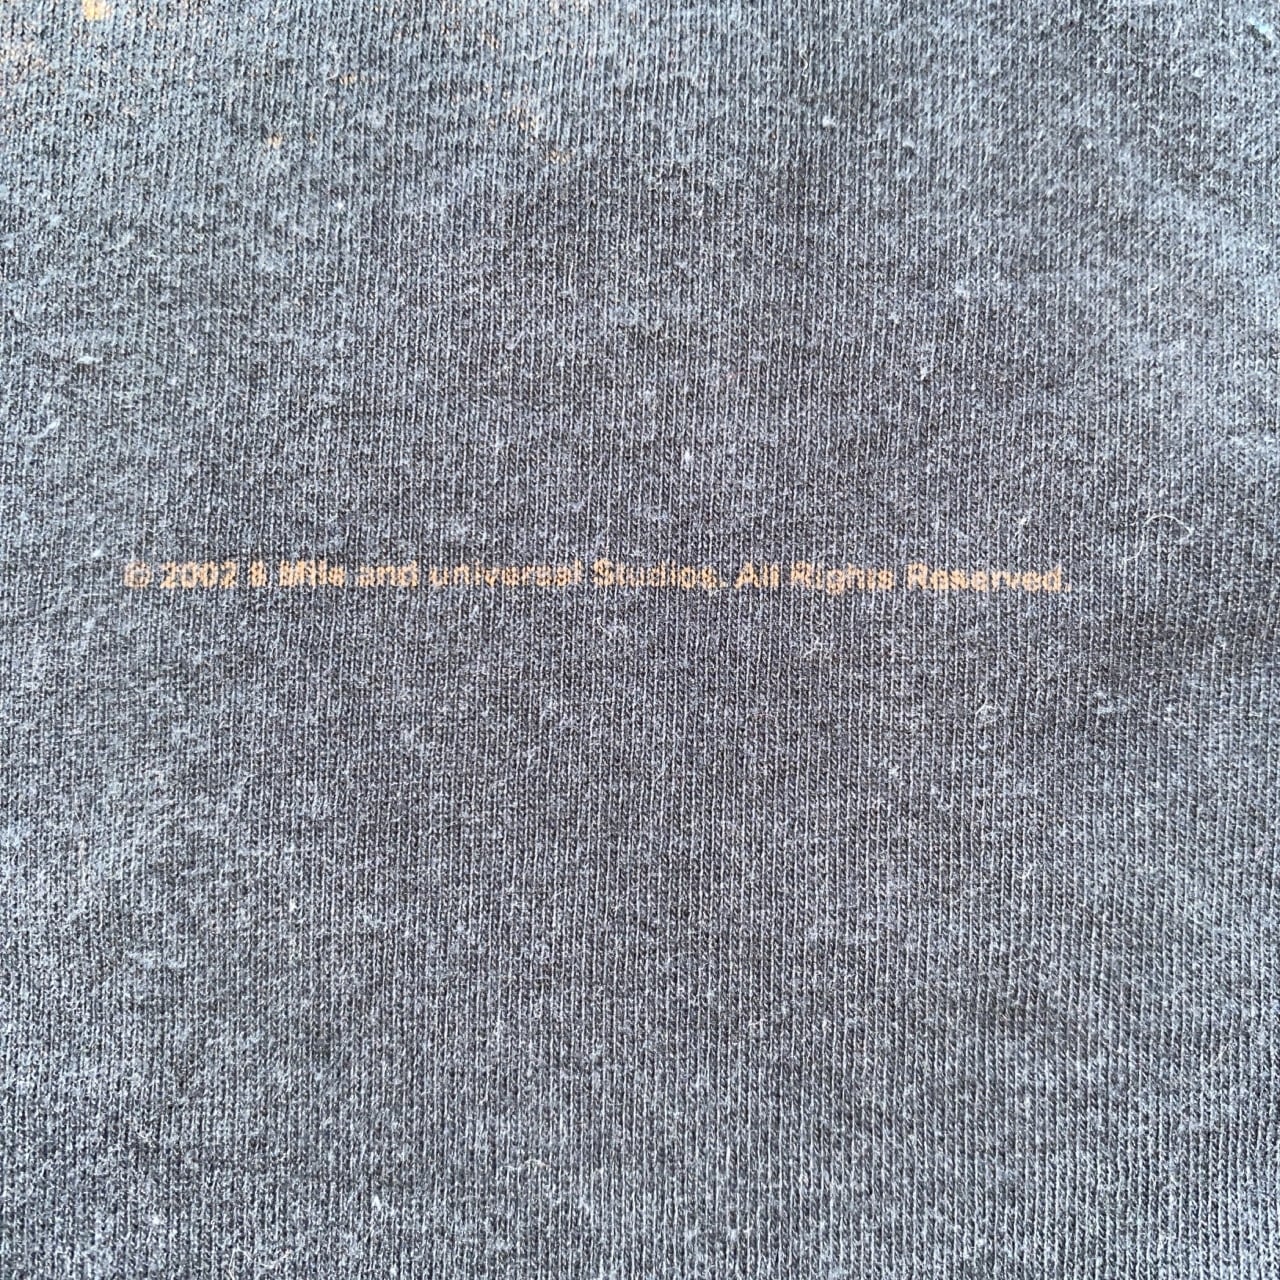 © 2002 8 Mile and universal Studios. All Rights Reserved.